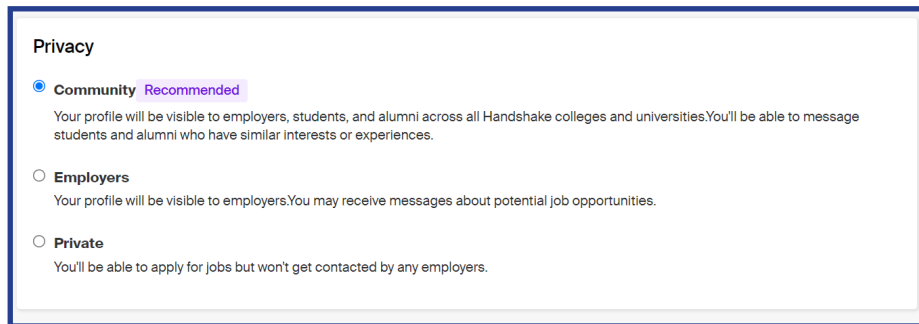 Privacy
Community Recommended
Your profile will be visible to employers, students, and alumni across all Handshake colleges and universities.You'll be able to message
students and alumni who have similar interests or experiences.
Employers
Your profile will be visible to employers.You may receive messages about potential job opportunities.
Private
You'll be able to apply for jobs but won't get contacted by any employers.